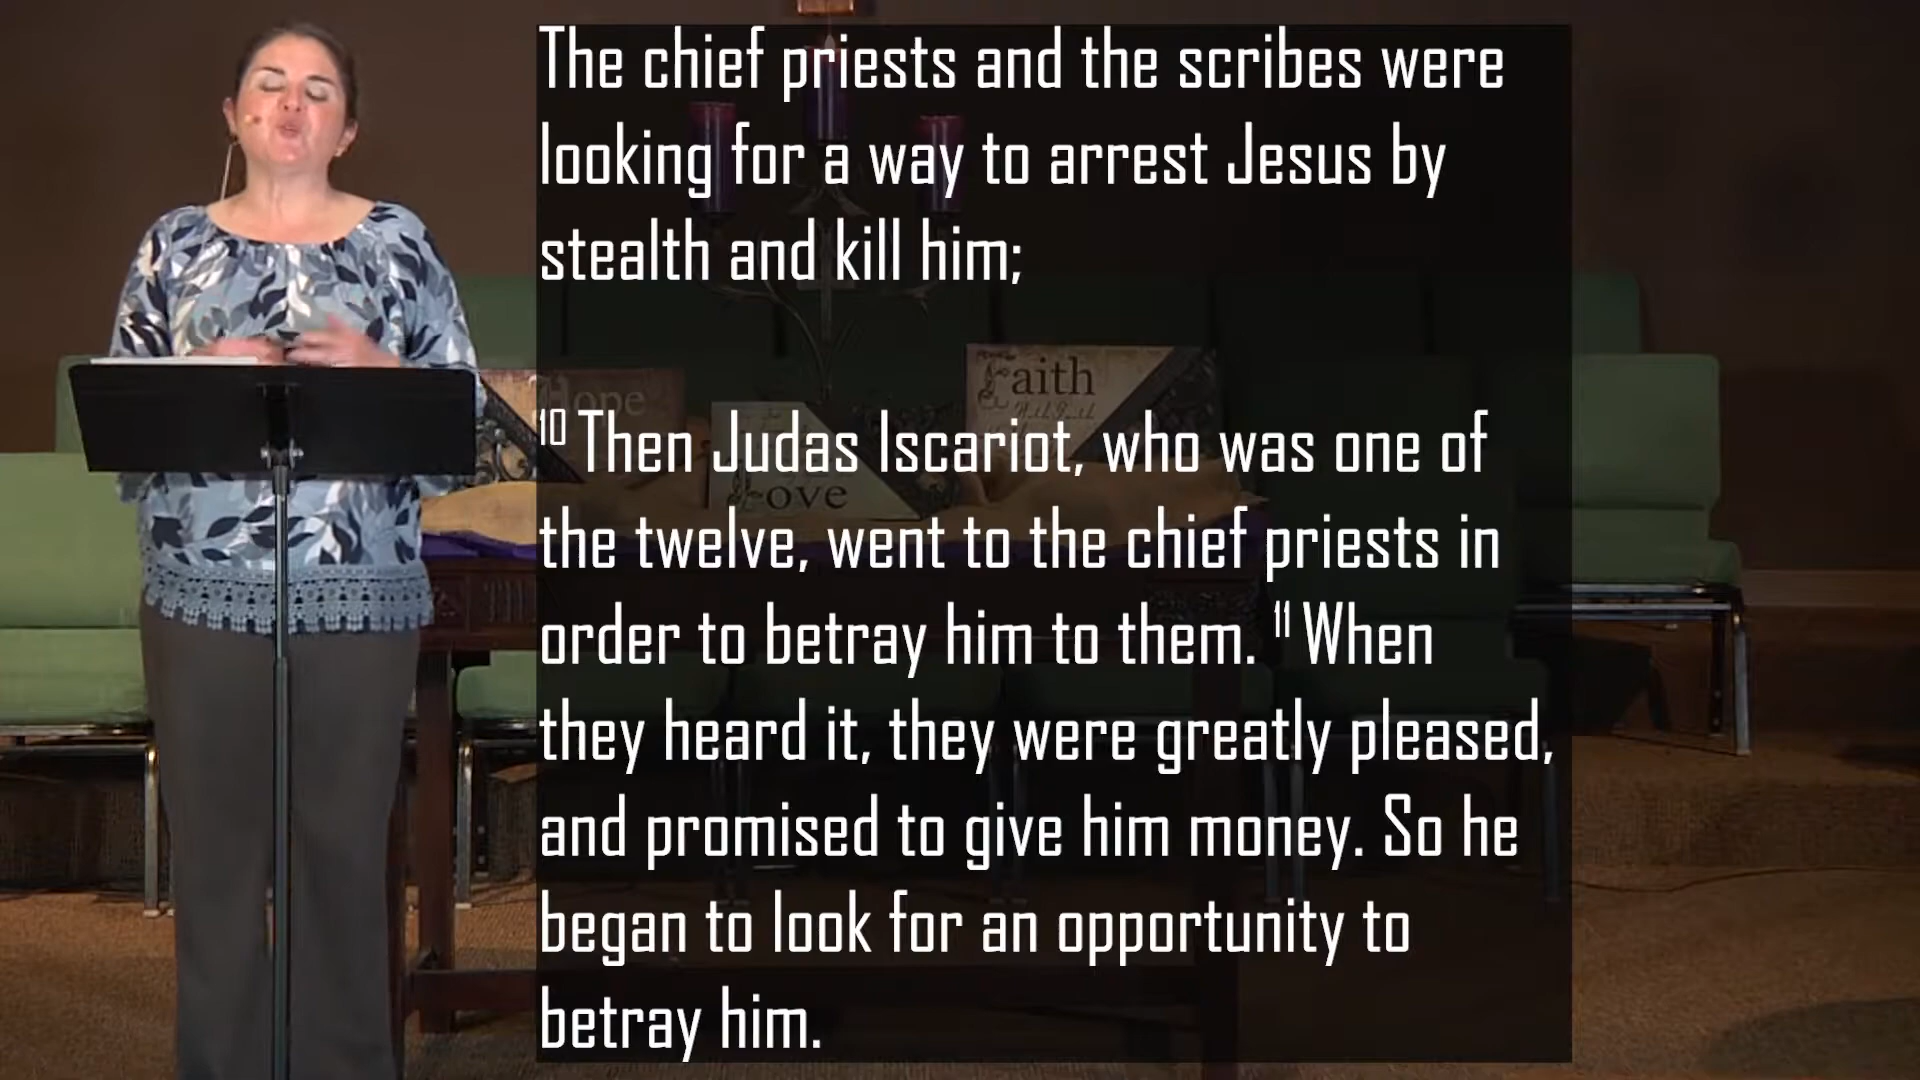 The chief priests and the scribes were
looking for a way to arrest Jesus by
stealth and kill him;
10 Then Judas Iscariot, who was one of
the twelve, went to the chief priests in
order to betray him to them. 11 When
they heard it, they were greatly pleased,
and promised to give him money. So he
began to look for an opportunity to
betray him.
Hope
Faith
Love